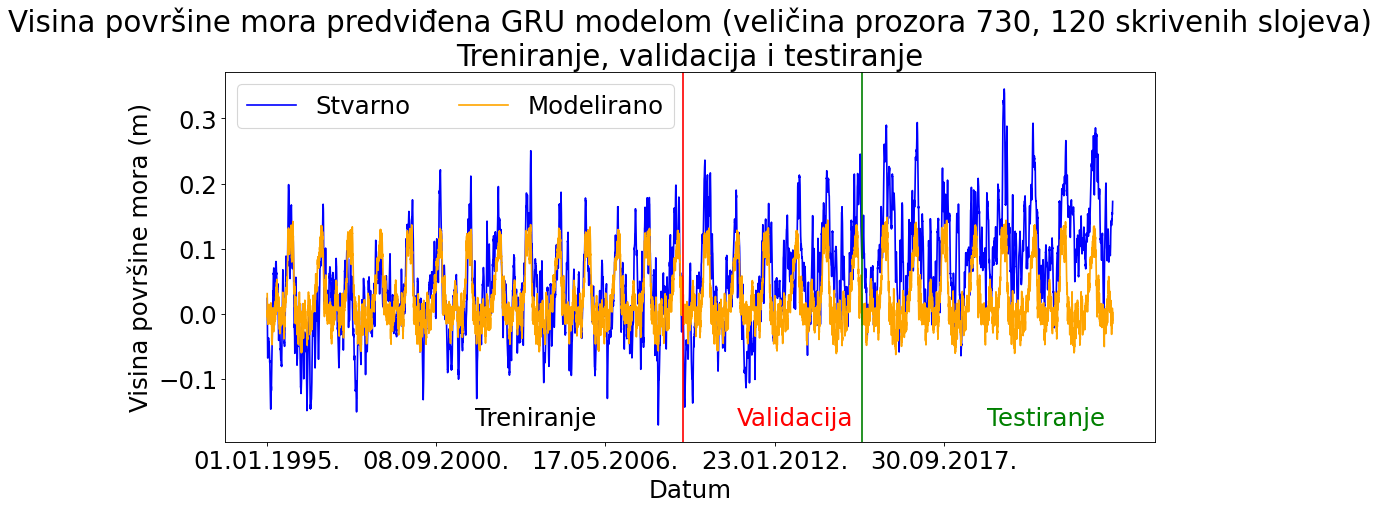 Visina površine mora predviđena GRU modelom (veličina prozora 730, 120 skrivenih slojeva)
Treniranje, validacija i testiranje
Stvarno
Modelirano
Visina površine mora (m)
0.3
0.2
0.1
0.0
−0.1
Treniranje
Validacija
Testiranje
01.01.1995.
08.09.2000.
17.05.2006.
23.01.2012.
30.09.2017.
Datum